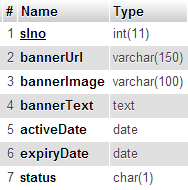 # Name Type
1 slno int(11)
2 bannerUrl varchar(150)
3 bannerImage varchar(100)
4 bannerText text
5 activeDate date
6 expiryDate date
7 status char(1)